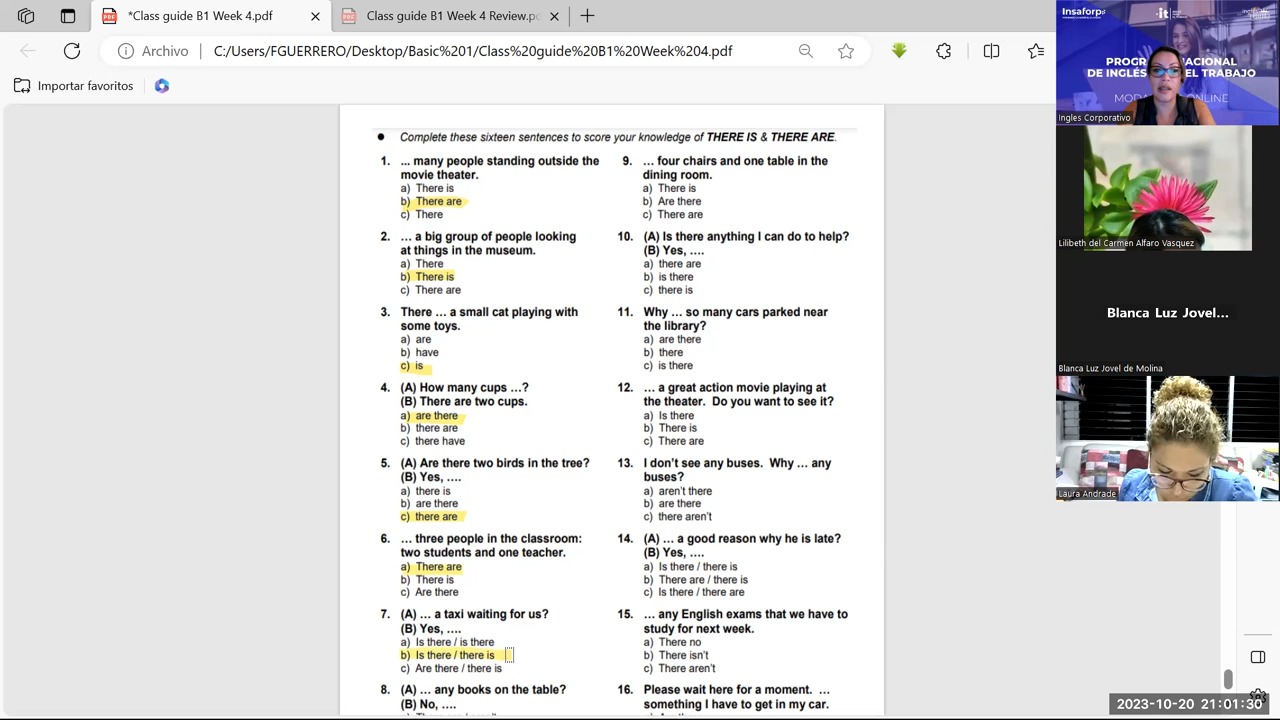 *Class guide B1 Week 4.pdf
Class guide B1 Week 4 Review.p
Archivo
C:/Users/FGUERRERO/Desktop/Basic%201/Class%20guide%20B1%20Week%204.pdf
Importar favoritos
Complete these sixteen sentences to score your knowledge of THERE IS & THERE ARE.
1. ... many people standing outside the
movie theater.
a) There is
b) There are
c) There
2. … a big group of people looking
at things in the museum.
a) There
b) There is
c) There are
3. There … a small cat playing with
some toys.
a) are
b) have
c) is
4. (A) How many cups …?
(B) There are two cups.
a) are there
b) there are
c) there have
5. (A) Are there two birds in the tree?
(B) Yes, ….
a) there is
b) are there
c) there are
6. … three people in the classroom:
two students and one teacher.
a) There are
b) There is
c) Are there
7. (A) … a taxi waiting for us?
(B) Yes, ….
a) Is there / is there
b) Is there / there is
c) Are there / there is
8. (A) … any books on the table?
(B) No, ….
9. … four chairs and one table in the
dining room.
a) There is
b) Are there
c) There are
10. (A) Is there anything I can do to help?
(B) Yes, ….
a) there are
b) is there
c) there is
11. Why … so many cars parked near
the library?
a) are there
b) there
c) is there
12. … a great action movie playing at
the theater. Do you want to see it?
a) Is there
b) There is
c) There are
13. I don't see any buses. Why … any
buses?
a) aren't there
b) are there
c) there aren't
14. (A) … a good reason why he is late?
(B) Yes, ….
a) Is there / there is
b) There are / there is
c) Is there / there are
15. … any English exams that we have to
study for next week.
a) There no
b) There isn't
c) There aren't
16. Please wait here for a moment. …
something I have to get in my car.
Insaforp
it
PROGR NACIONAL
DE INGLÉS EL TRABAJO
MODA ONLINE
Ingles Corporativo
Lilibeth del Carmen Alfaro Vasquez
Blanca Luz Jovel...
Blanca Luz Jovel de Molina
Laura Andrade
2023-10-20 21:01:30